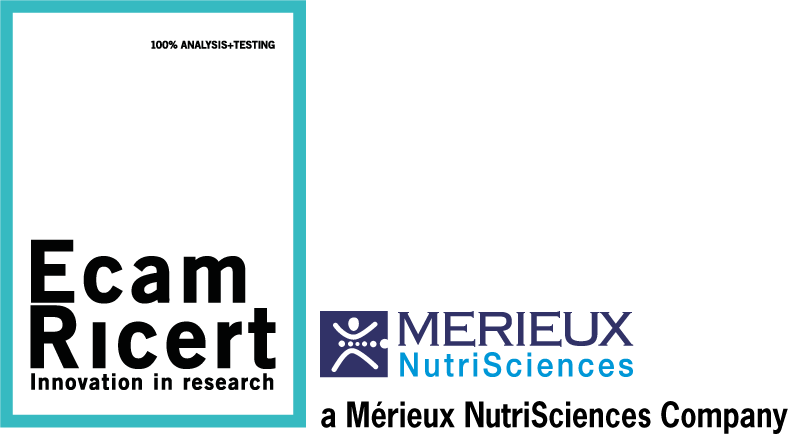 100% ANALYSIS+TESTING
Ecam
Ricert
Innovation in research
MERIEUX
NutriSciences
a Mérieux NutriSciences Company